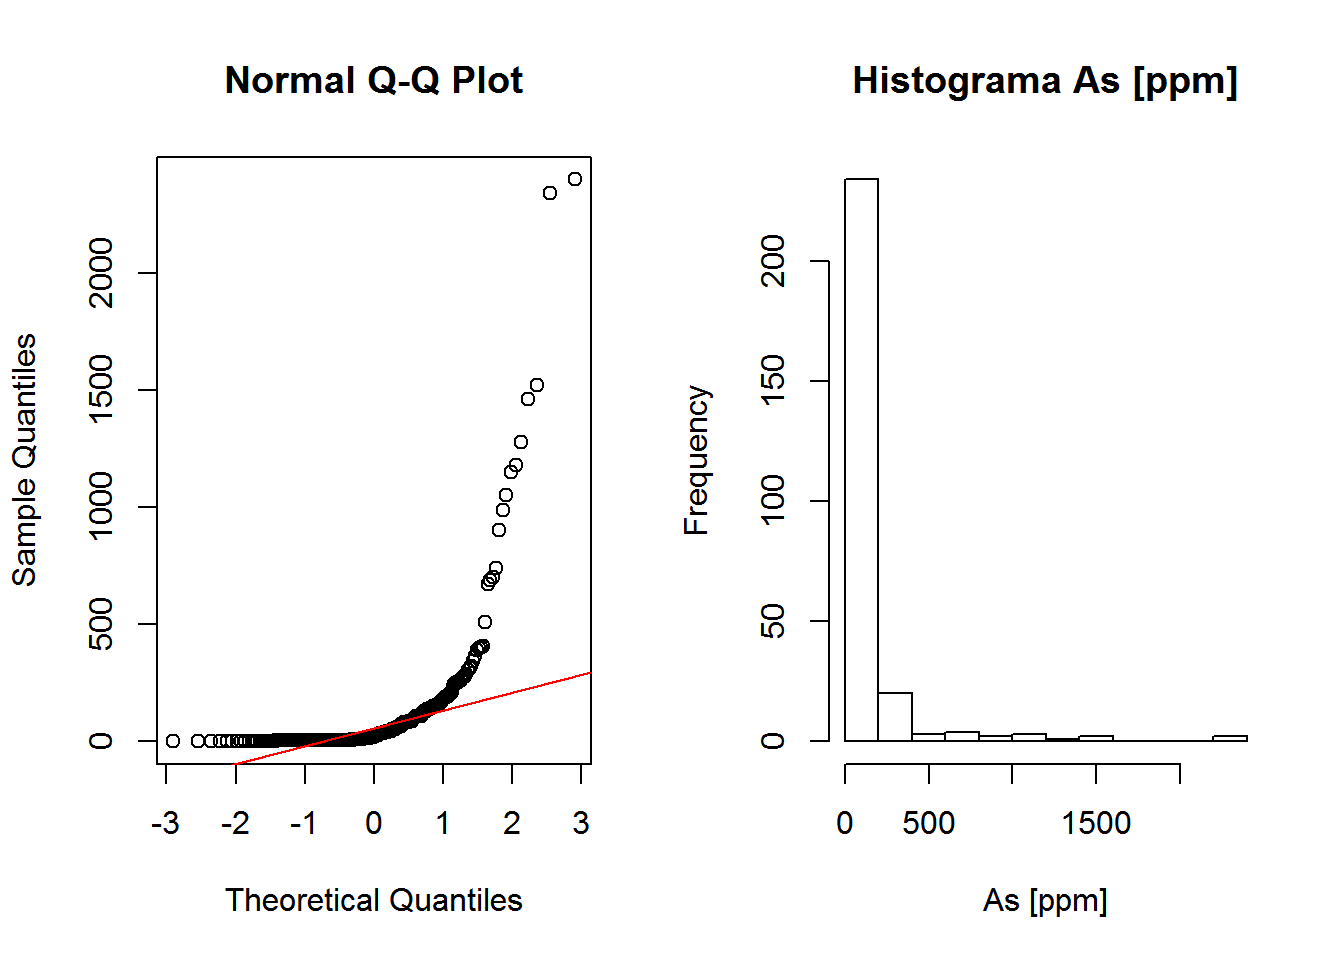 Normal Q-Q Plot
Sample Quantiles
0 500 1000 1500 2000
-3 -2 -1 0 1 2 3
Theoretical Quantiles
Histograma As [ppm]
Frequency
0 50 100 150 200
0 500 1500
As [ppm]